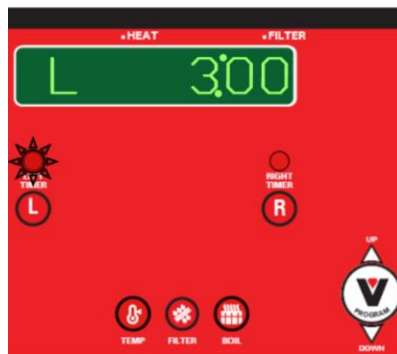 • HEAT • FILTER
L 3:00
RIGHT
TIMER TIMER
L R
UP
V
PROGRAM
TEMP FILTER BOIL
DOWN